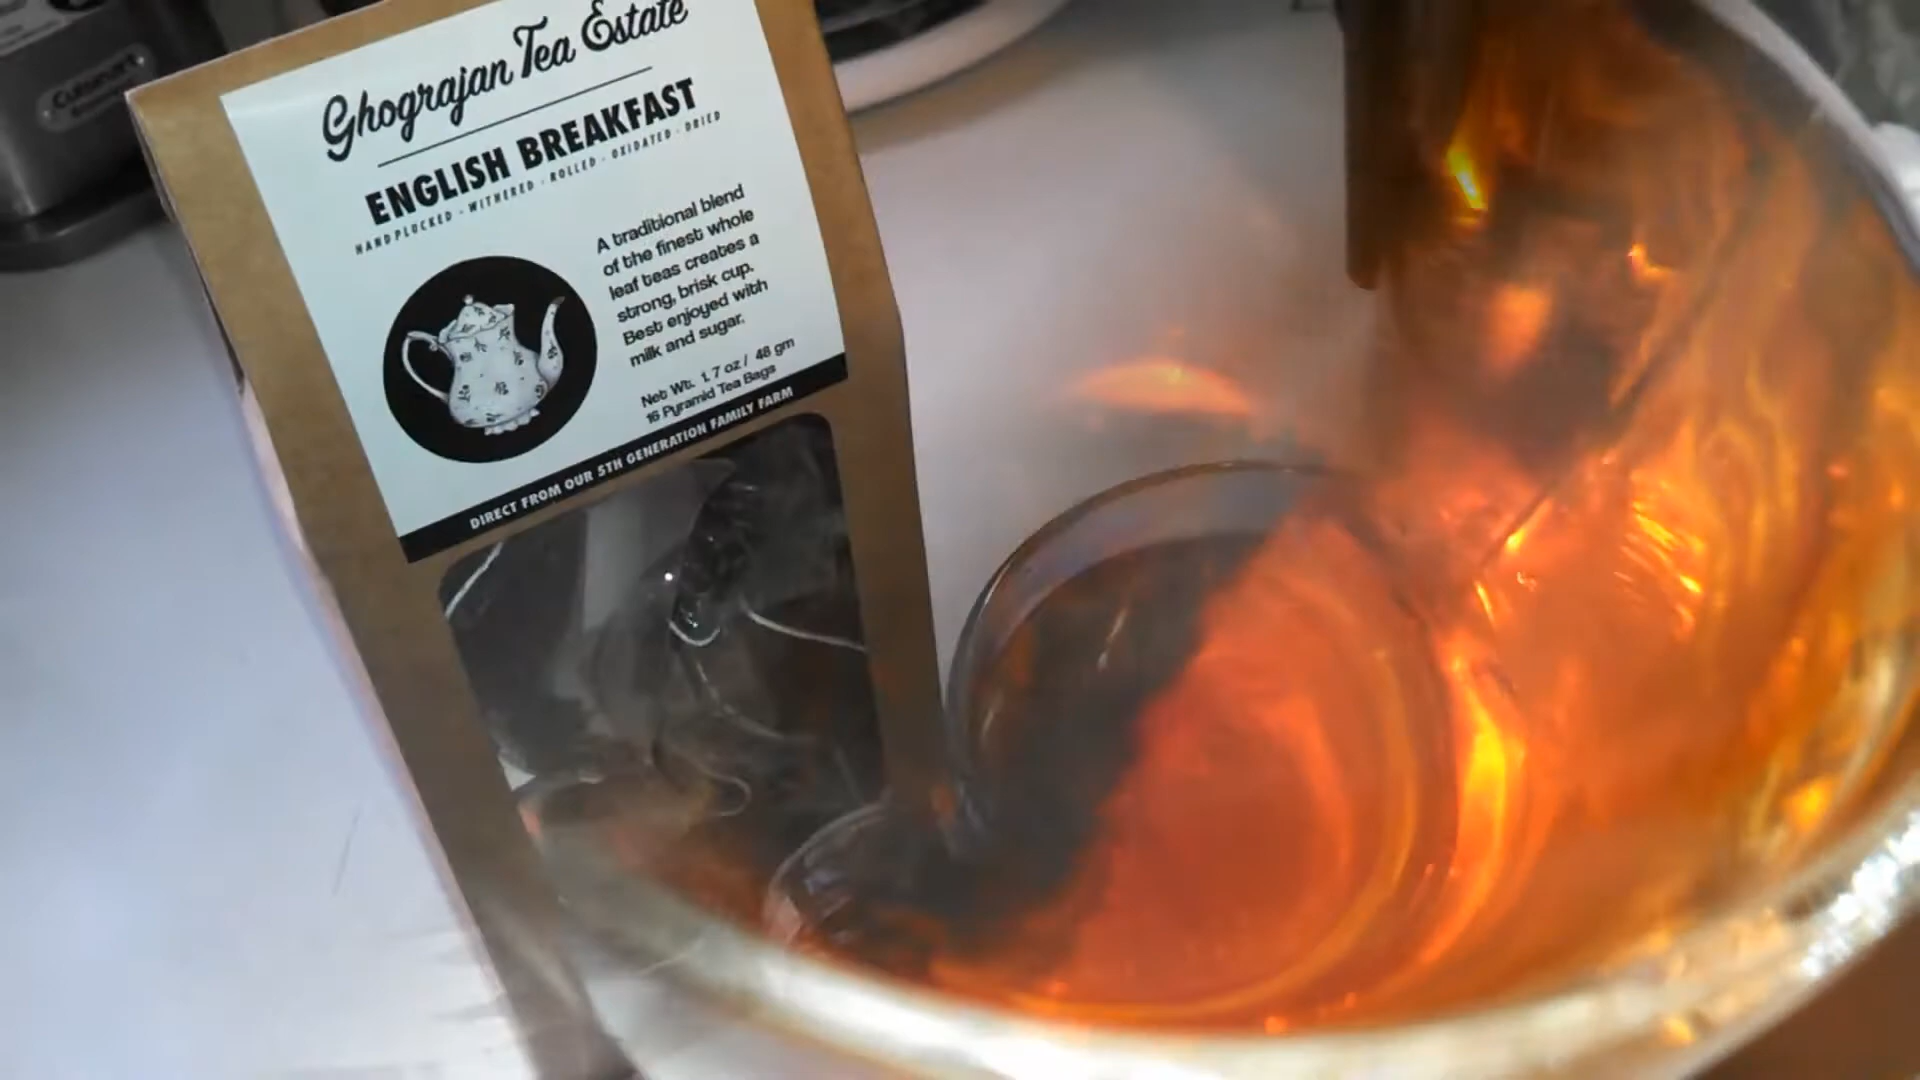 Cuisinart
Ghograjan Tea Estate
ENGLISH BREAKFAST
HANDPLUCKED - WITHERED - ROLLED - OXIDATED - DRIED
A traditional blend
of the finest whole
leaf teas creates a
strong, brisk cup.
Best enjoyed with
milk and sugar.
Net Wt. 1.7 oz / 48 gm
16 Pyramid Tea Bags
DIRECT FROM OUR 5TH GENERATION FAMILY FARM